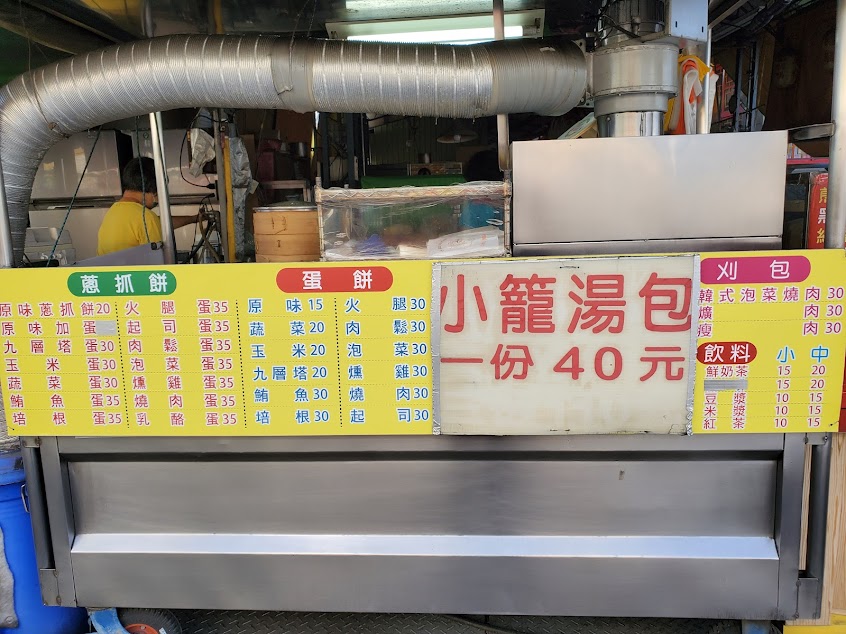 蔥抓餅
原味蔥抓餅20 火腿蛋35
原味加蛋 起司蛋35
九層塔蛋30 肉鬆蛋35
玉米蛋30 泡菜蛋35
蔬菜蛋30 燻雞蛋35
鮪魚蛋30 燒肉蛋35
培根蛋35 乳酪蛋35
蛋餅
原味15 火腿30
蔬菜20 肉鬆30
玉米20 泡菜30
九層塔20 燻雞30
鮪魚30 燒肉30
培根30 起司30
小籠湯包
一份 40 元
刈包
韓式泡菜燒肉30
爌肉30
瘦肉30
飲料 小 中
鮮奶茶 15 20
15 20
豆漿 10 15
米漿 10 15
紅茶 10 15